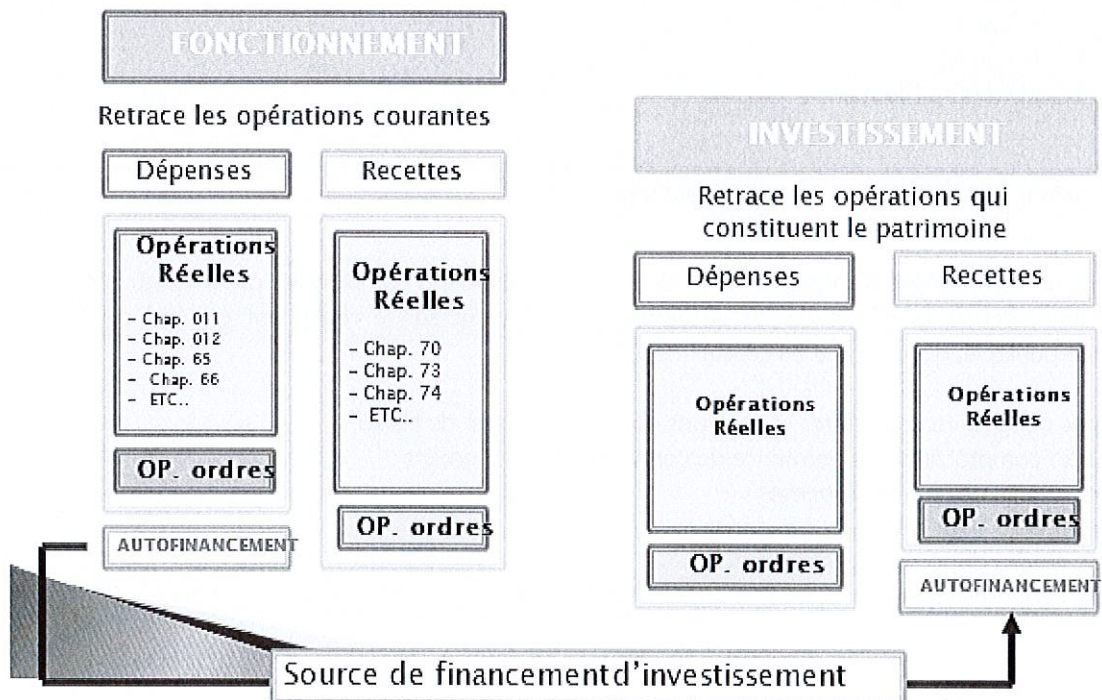 FONCTIONNEMENT
Retrace les opérations courantes
Dépenses
Recettes
Opérations
Réelles
- Chap. 011
- Chap. 012
- Chap. 65
- Chap. 66
- ETC..
OP. ordres
AUTOFINANCEMENT
Opérations
Réelles
- Chap. 70
- Chap. 73
- Chap. 74
- ETC..
OP. ordres
INVESTISSEMENT
Retrace les opérations qui
constituent le patrimoine
Dépenses
Recettes
Opérations
Réelles
OP. ordres
Opérations
Réelles
OP. ordres
AUTOFINANCEMENT
Source de financementd'investissement